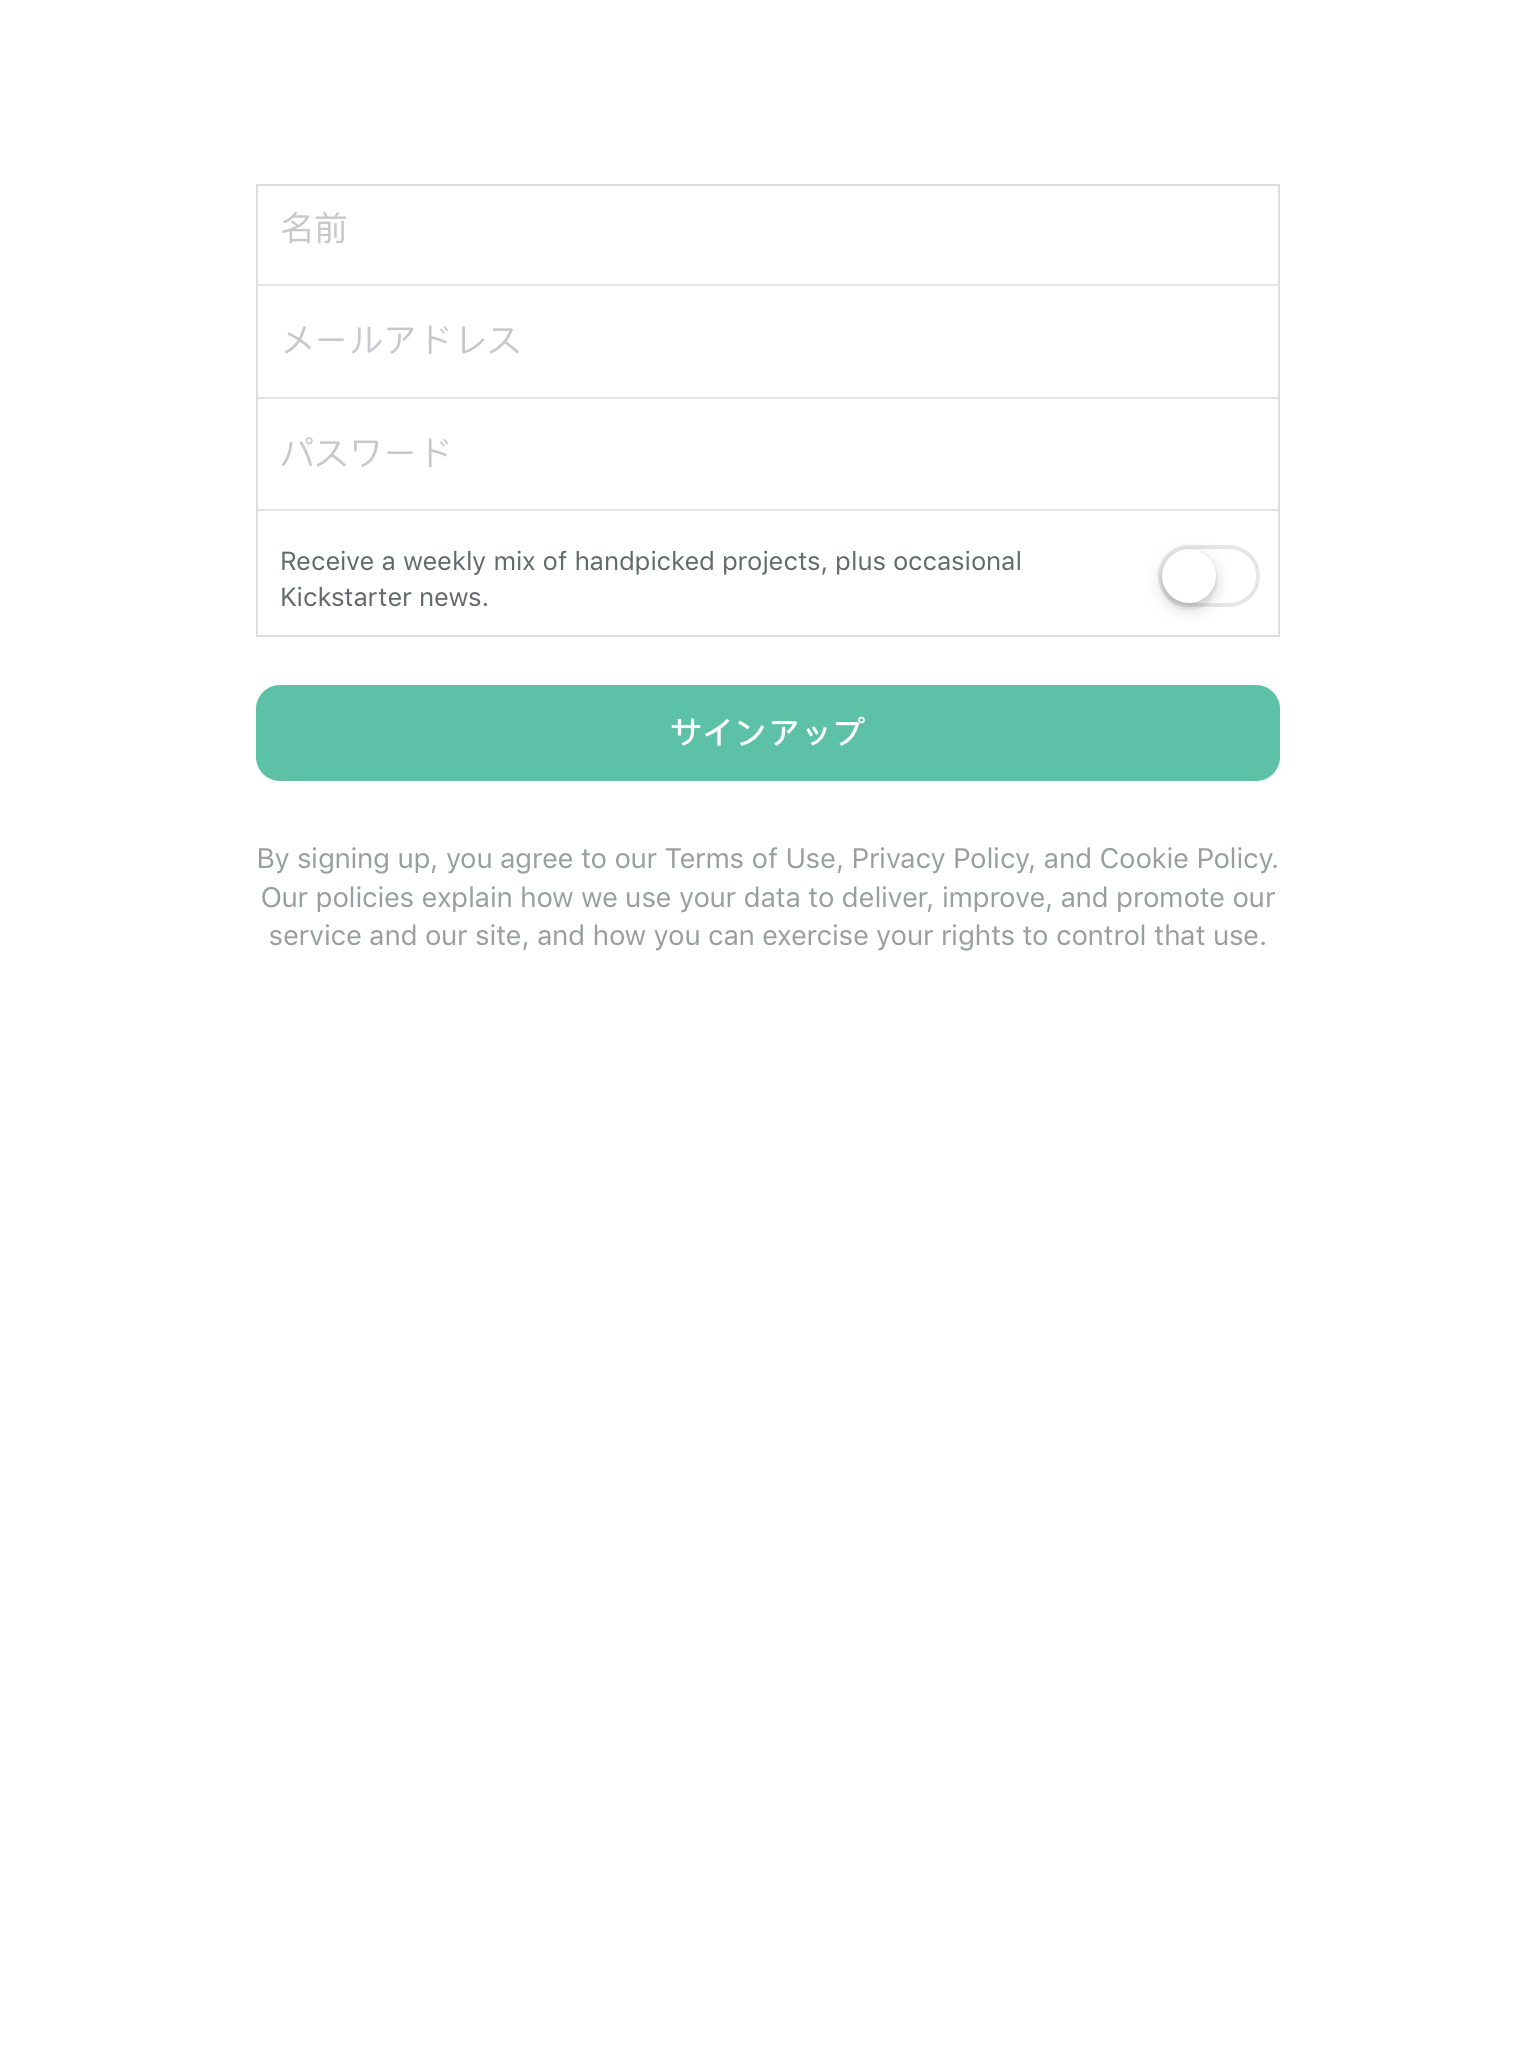 名前
メールアドレス
パスワード
Receive a weekly mix of handpicked projects, plus occasional
Kickstarter news.
サインアップ
By signing up, you agree to our Terms of Use, Privacy Policy, and Cookie Policy.
Our policies explain how we use your data to deliver, improve, and promote our
service and our site, and how you can exercise your rights to control that use.